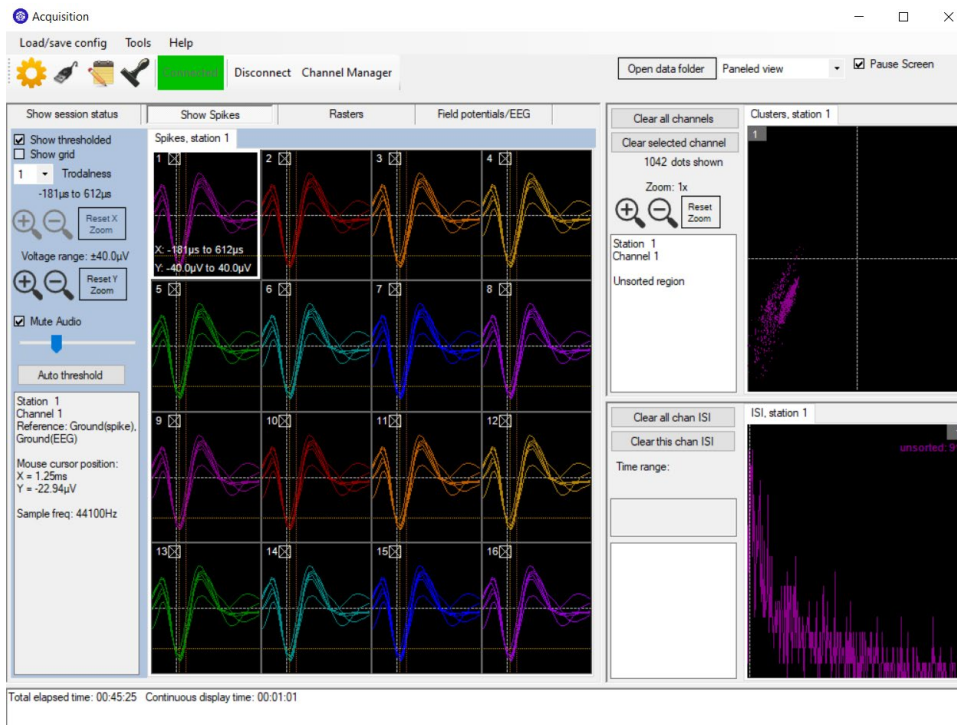 Acquisition
Load/save config Tools Help
Connected Disconnect Channel Manager Open data folder Paneled view Pause Screen
Show session status Show Spikes Rasters Field potentials/EEG
Show thresholded
Show grid
1 Trodalness
-181µs to 612µs
Reset X
Zoom
Voltage range: ±40.0µV
Reset Y
Zoom
Mute Audio
Auto threshold
Station 1
Channel 1
Reference: Ground(spike),
Ground(EEG)
Mouse cursor position:
X = 1.25ms
Y = -22.94µV
Sample freq: 44100Hz
Spikes, station 1
1 2 3 4
X: -181µs to 612µs
Y: -40.0µV to 40.0µV
5 6 7 8
9 10 11 12
13 14 15 16
Clear all channels
Clear selected channel
1042 dots shown
Zoom: 1x
Reset
Zoom
Station 1
Channel 1
Unsorted region
Clusters, station 1
1
Clear all chan ISI
Clear this chan ISI
Time range:
ISI, station 1
unsorted:
Total elapsed time: 00:45:25 Continuous display time: 00:01:01